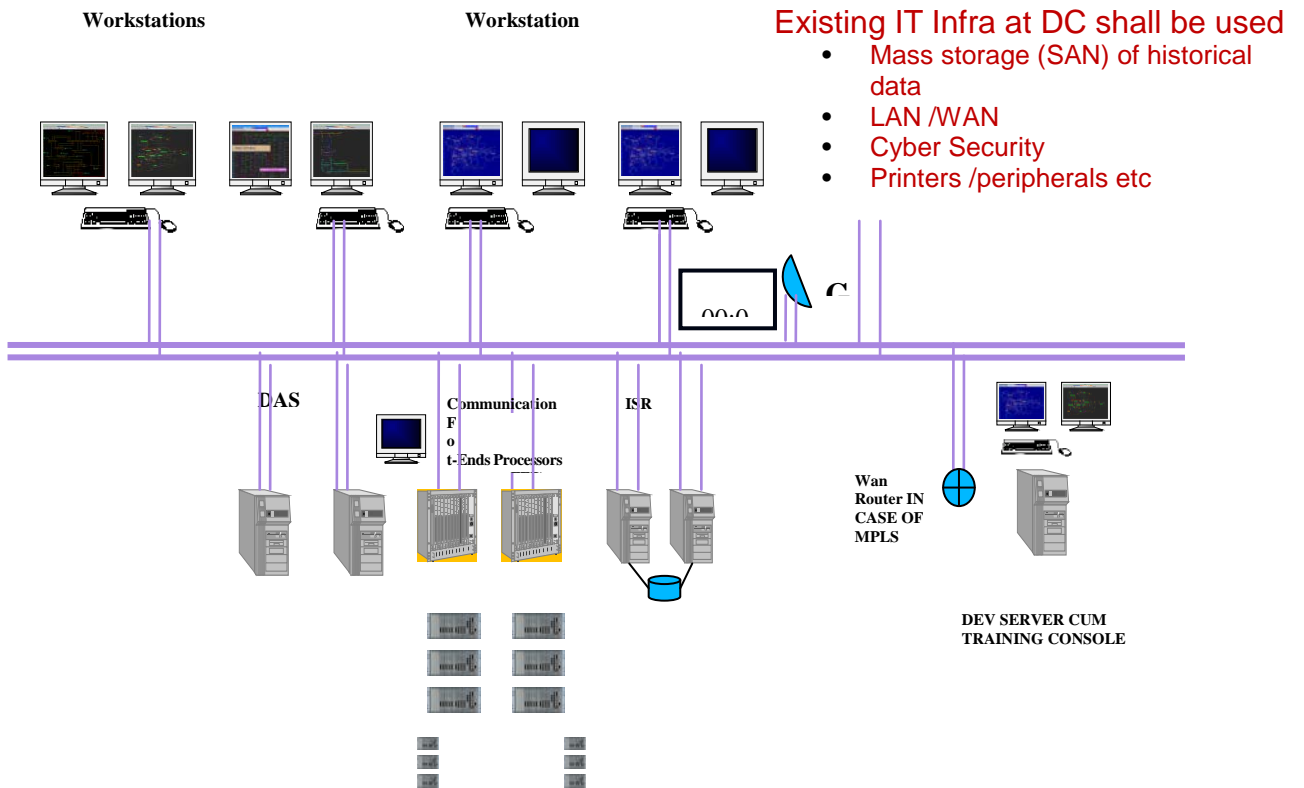 Workstations
Workstation
Existing IT Infra at DC shall be used
• Mass storage (SAN) of historical
data
• LAN /WAN
• Cyber Security
• Printers /peripherals etc
DAS
Communication
F
o
t-Ends Processors
ISR
Wan
Router IN
CASE OF
MPLS
DEV SERVER CUM
TRAINING CONSOLE